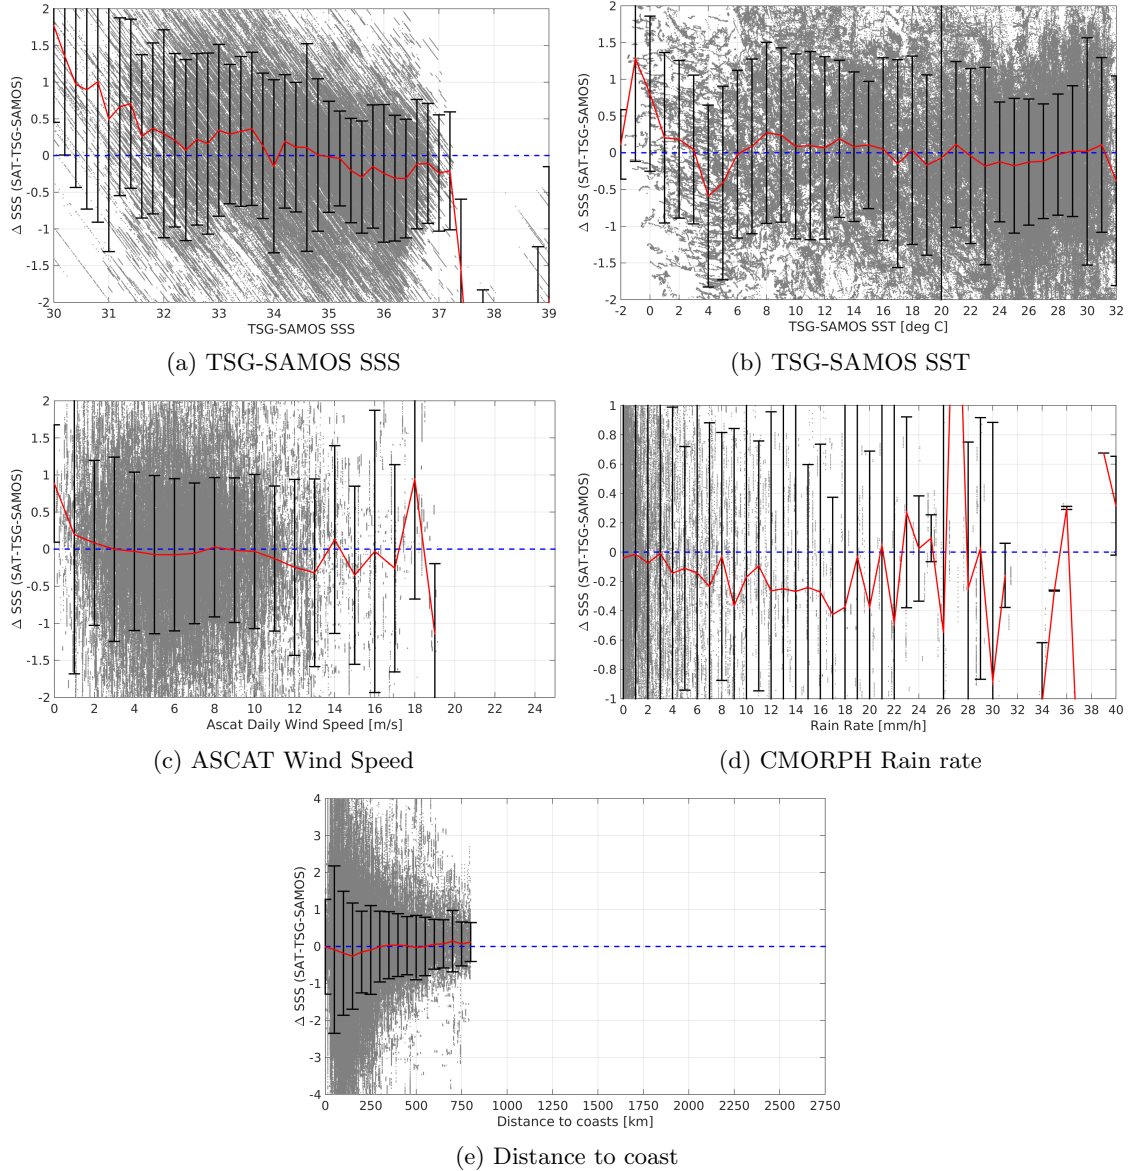 2
1.5
1
0.5
0
-0.5
-1
-1.5
-2
Δ SSS (SAT-TSG-SAMOS)
30 31 32 33 34 35 36 37 38 39
TSG-SAMOS SSS
(a) TSG-SAMOS SSS
2
1.5
1
0.5
0
-0.5
-1
-1.5
-2
Δ SSS (SAT-TSG-SAMOS)
-2 0 2 4 6 8 10 12 14 16 18 20 22 24 26 28 30 32
TSG-SAMOS SST [deg C]
(b) TSG-SAMOS SST
2
1.5
1
0.5
0
-0.5
-1
-1.5
-2
Δ SSS (SAT-TSG-SAMOS)
0 2 4 6 8 10 12 14 16 18 20 22 24
Ascat Daily Wind Speed [m/s]
(c) ASCAT Wind Speed
1
0.8
0.6
0.4
0.2
0
-0.2
-0.4
-0.6
-0.8
-1
Δ SSS (SAT-TSG-SAMOS)
0 2 4 6 8 10 12 14 16 18 20 22 24 26 28 30 32 34 36 38 40
Rain Rate [mm/h]
(d) CMORPH Rain rate
4
3
2
1
0
-1
-2
-3
-4
Δ SSS (SAT-TSG-SAMOS)
0 250 500 750 1000 1250 1500 1750 2000 2250 2500 2750
Distance to coasts [km]
(e) Distance to coast